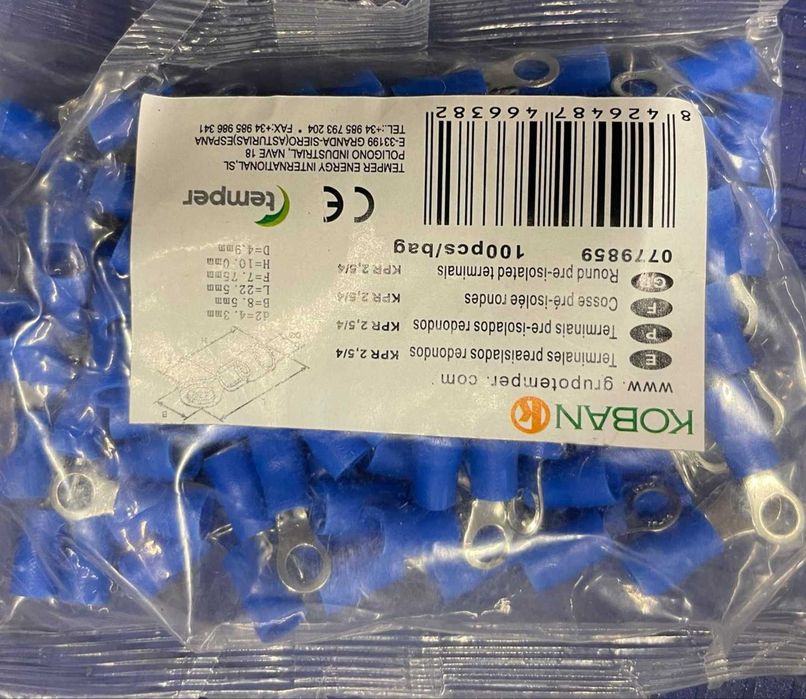 KOBAN K
www.grupotemper.com
E Terminales preaislados redondos KPR 2,5/4
P Terminais pre-isolados redondos KPR 2,5/4
F Cosse pré-isolée rondes KPR 2,5/4
GB Round pre-isolated terminals KPR 2,5/4
0779859 100pcs/bag
B
H
d2=4.3mm
B=8.5mm
L=22.5mm
F=7.75mm
H=10.0mm
D=4.9mm
8 426487 466382
CE
temper
TEMPER ENERGY INTERNATIONAL,SL
POLIGONO INDUSTRIAL, NAVE 18
E-33199 GRANDA-SIERO(ASTURIAS)ESPAÑA
TEL.:+34 985 793 204 * FAX:+34 985 986 341